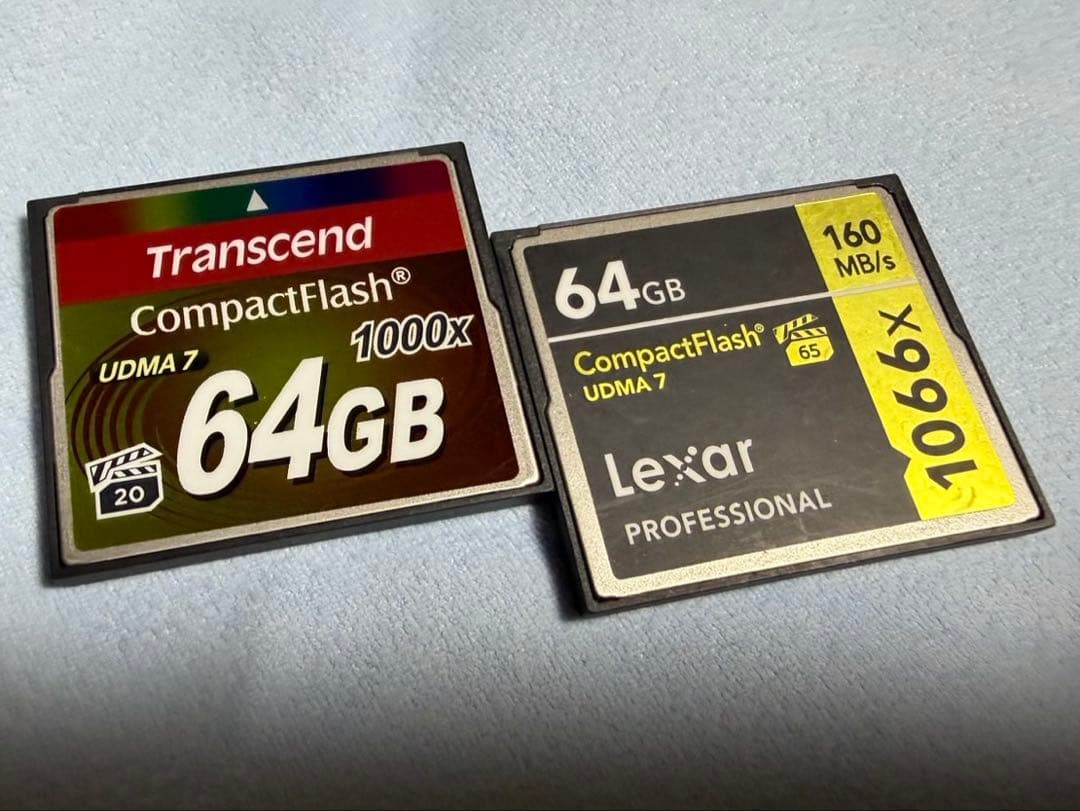 Transcend
CompactFlash®
1000x
UDMA 7
64GB
20
64GB
160
MB/s
CompactFlash®
65
UDMA 7
1066x
Lexar
PROFESSIONAL